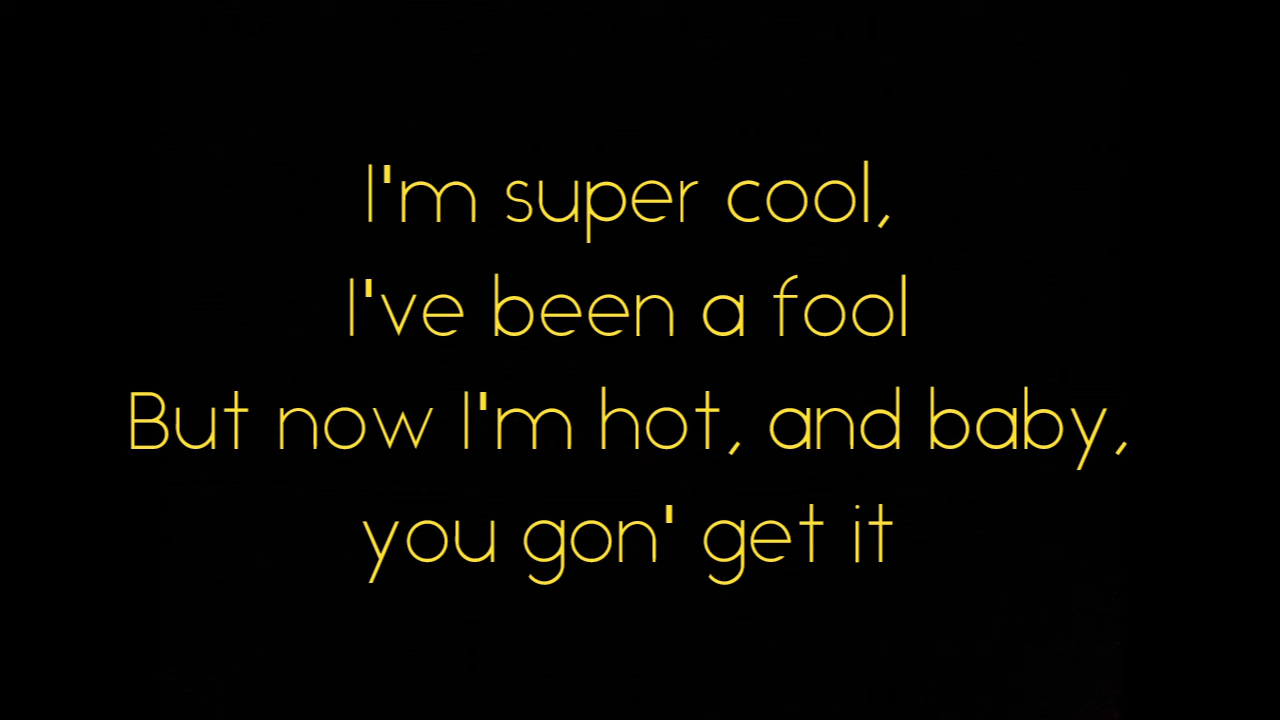 I'm super cool,
I've been a fool
But now I'm hot, and baby,
you gon' get it